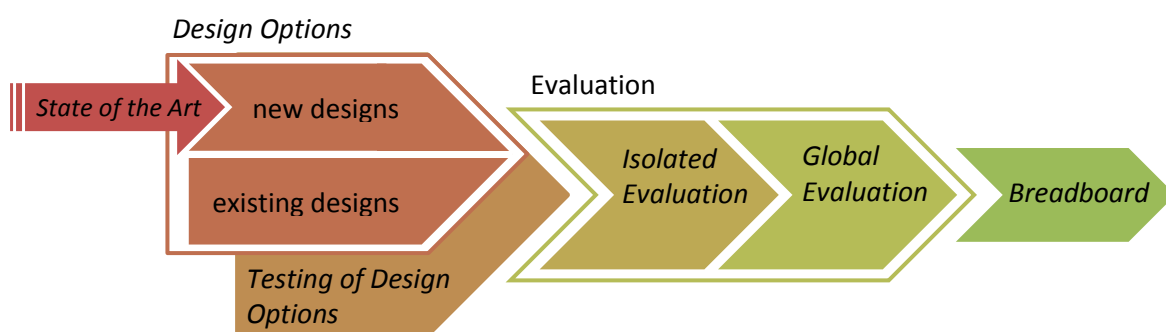 Design Options
State of the Art
new designs
existing designs
Testing of Design
Options
Evaluation
Isolated
Evaluation
Global
Evaluation
Breadboard